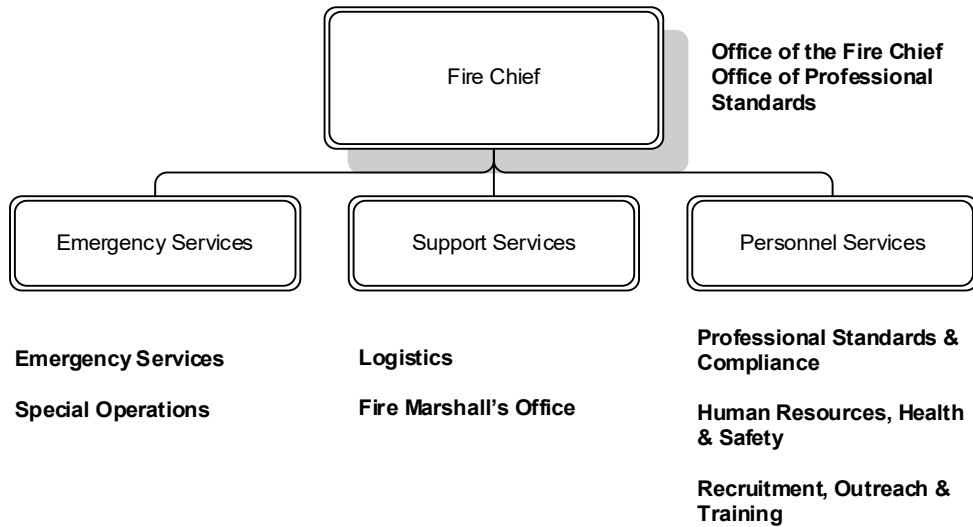 Fire Chief
Office of the Fire Chief
Office of Professional
Standards
Emergency Services
Support Services
Personnel Services
Emergency Services
Special Operations
Logistics
Fire Marshall’s Office
Professional Standards &
Compliance
Human Resources, Health
& Safety
Recruitment, Outreach &
Training